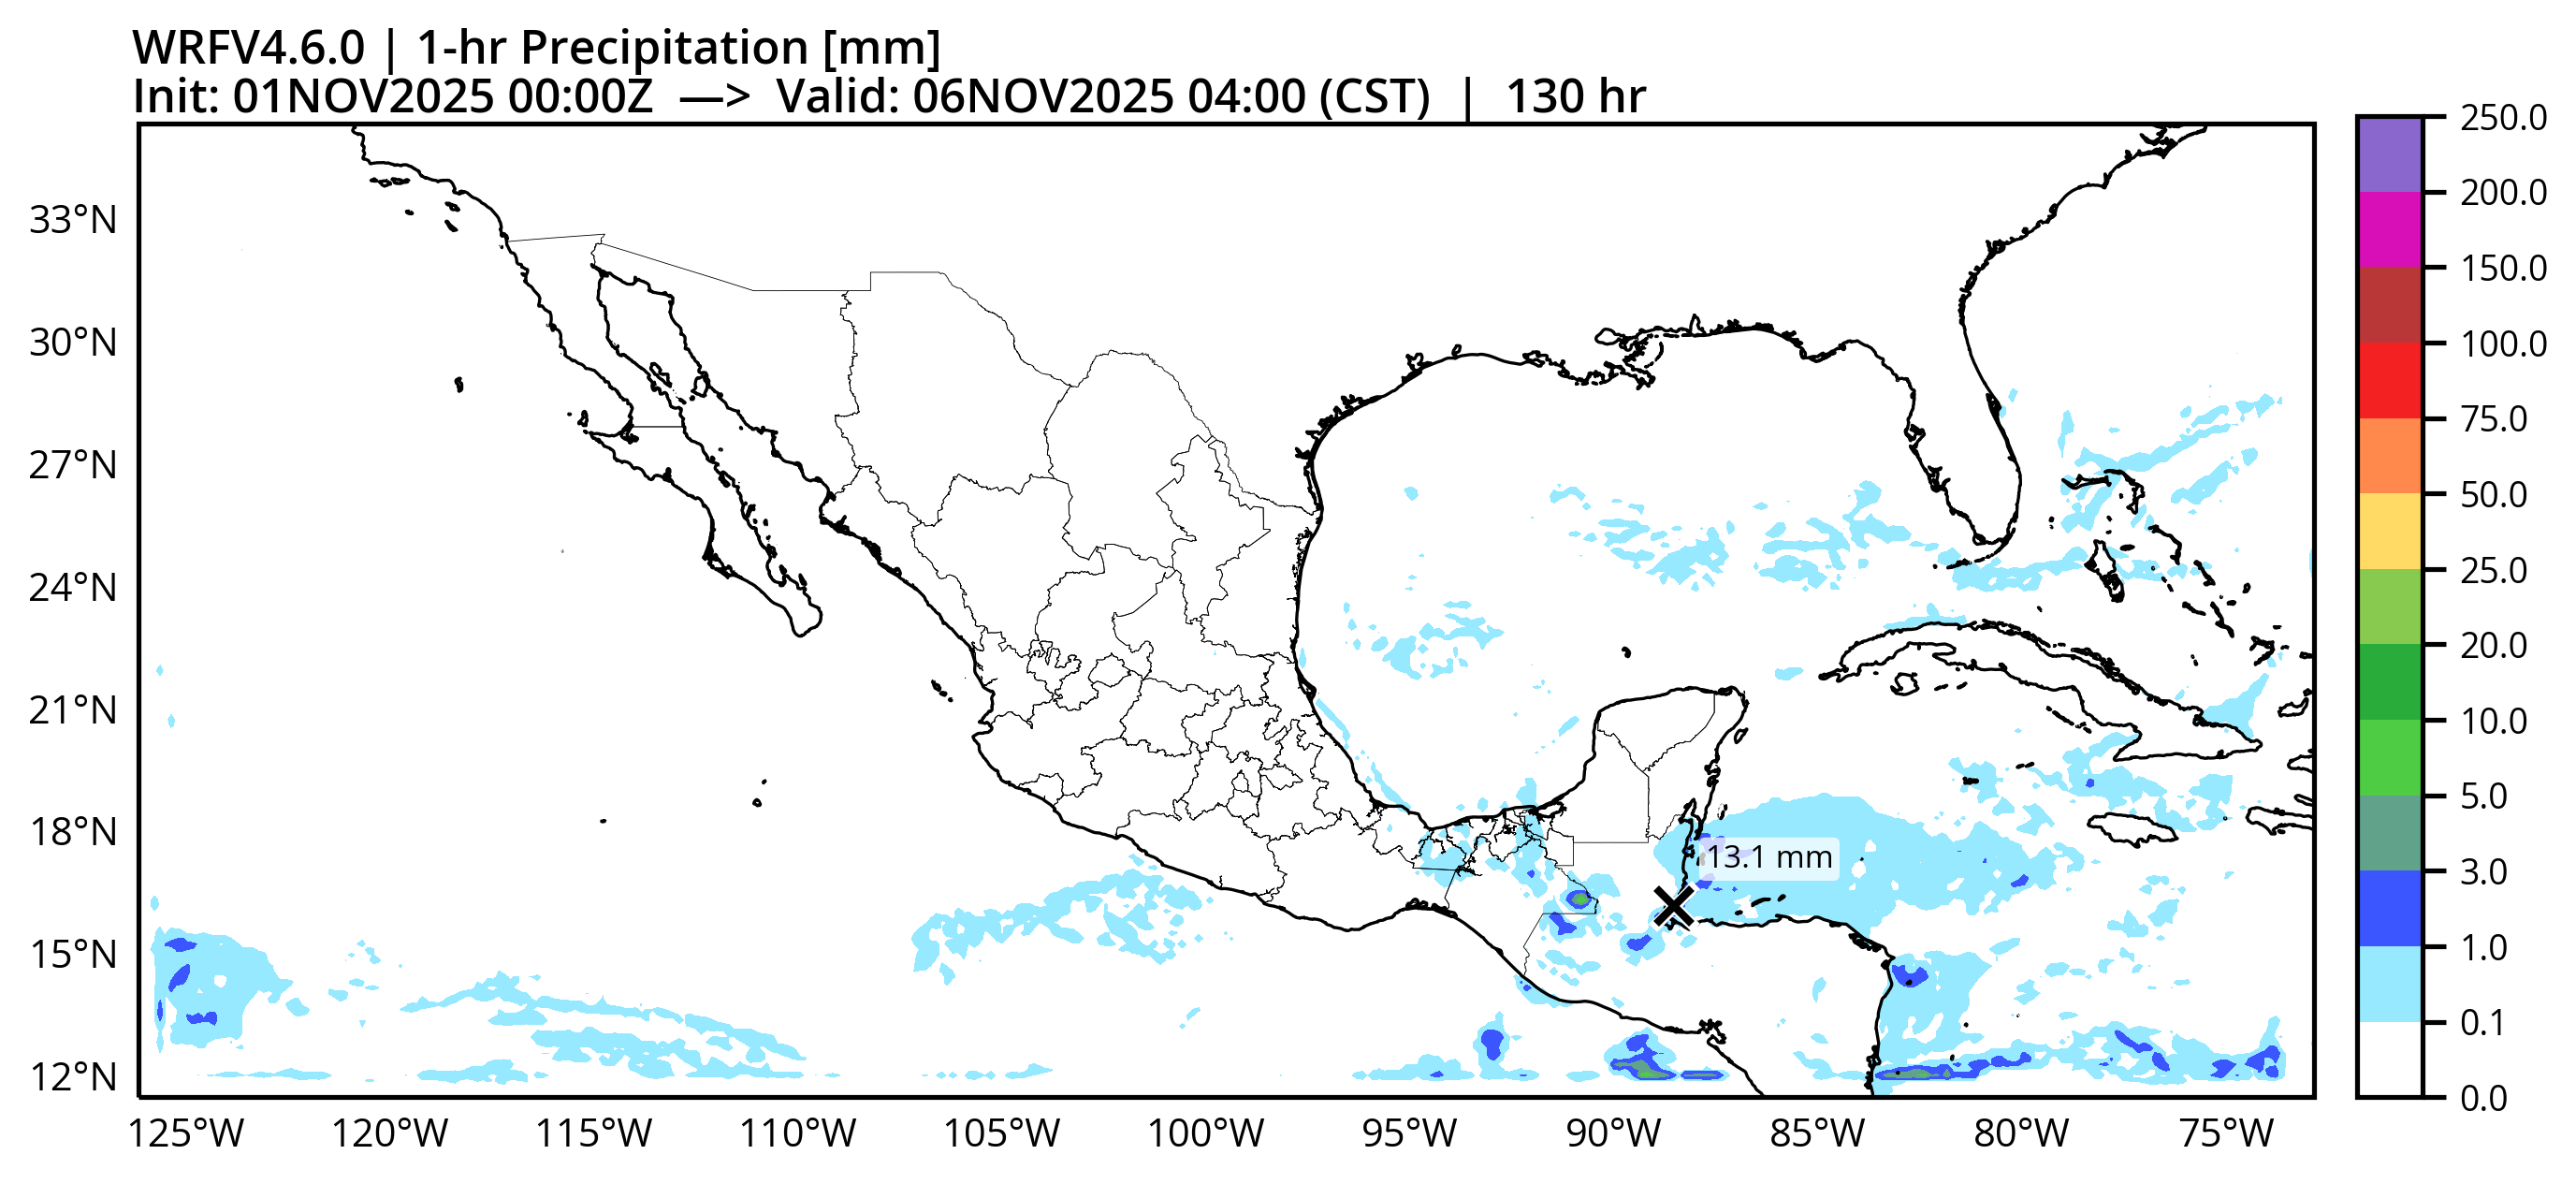 WRFV4.6.0 | 1-hr Precipitation [mm]
Init: 01NOV2025 00:00Z —> Valid: 06NOV2025 04:00 (CST) | 130 hr
33°N
30°N
27°N
24°N
21°N
18°N
15°N
12°N
125°W
120°W
115°W
110°W
105°W
100°W
95°W
90°W
85°W
80°W
75°W
13.1 mm
250.0
200.0
150.0
100.0
75.0
50.0
25.0
20.0
10.0
5.0
3.0
1.0
0.1
0.0